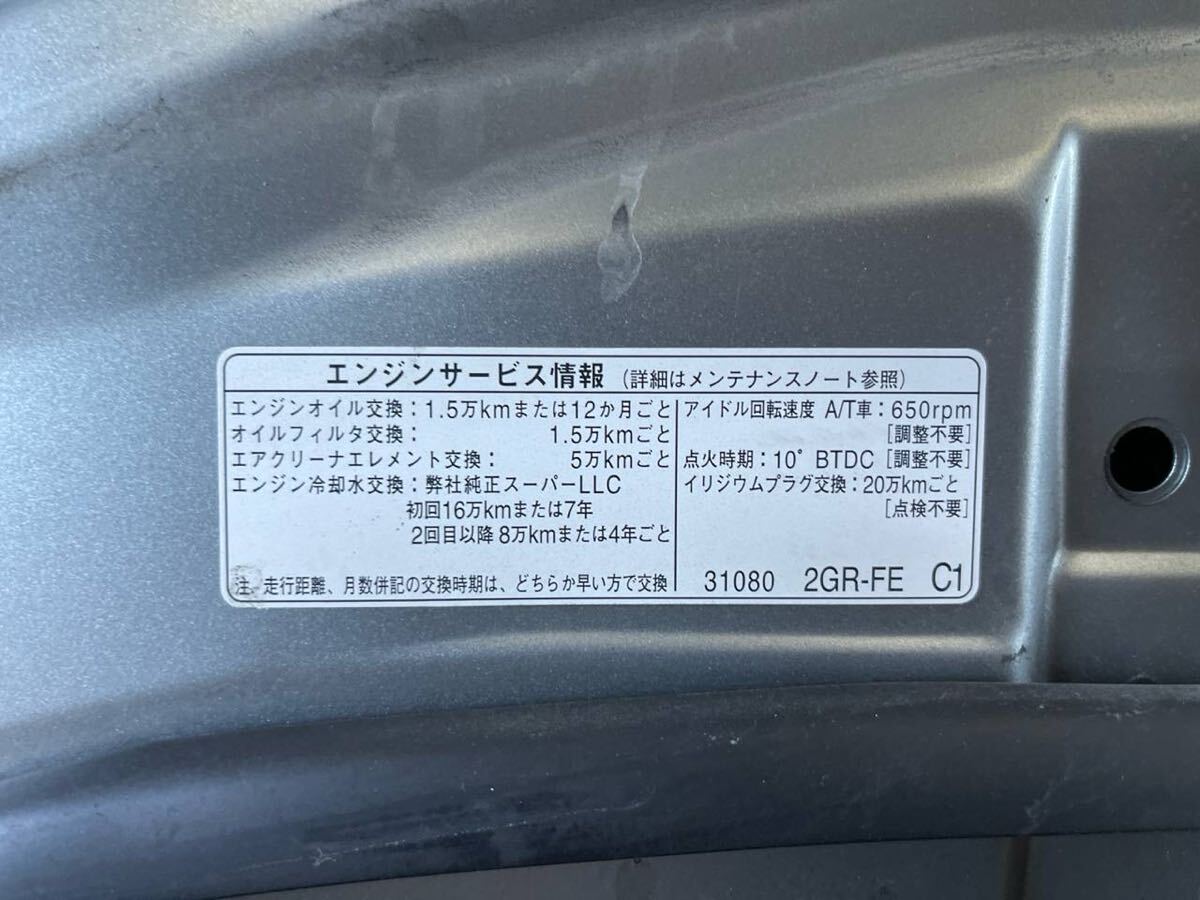 エンジンサービス情報 (詳細はメンテナンスノート参照)
エンジンオイル交換：1.5万kmまたは12か月ごと
オイルフィルタ交換： 1.5万kmごと
エアクリーナエレメント交換： 5万kmごと
エンジン冷却水交換：弊社純正スーパーLLC
初回16万kmまたは7年
2回目以降 8万kmまたは4年ごと
注. 走行距離、月数併記の交換時期は、どちらか早い方で交換
アイドル回転速度 A/T車：650rpm
[調整不要]
点火時期：10° BTDC [調整不要]
イリジウムプラグ交換：20万kmごと
[点検不要]
31080 2GR-FE C1